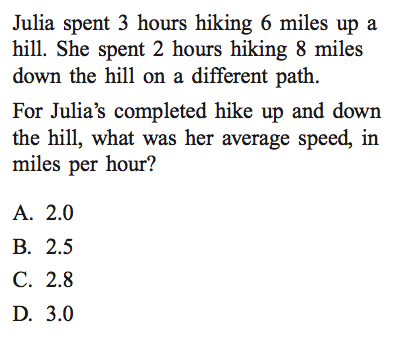 Julia spent 3 hours hiking 6 miles up a
hill. She spent 2 hours hiking 8 miles
down the hill on a different path.
For Julia’s completed hike up and down
the hill, what was her average speed, in
miles per hour?
A. 2.0
B. 2.5
C. 2.8
D. 3.0